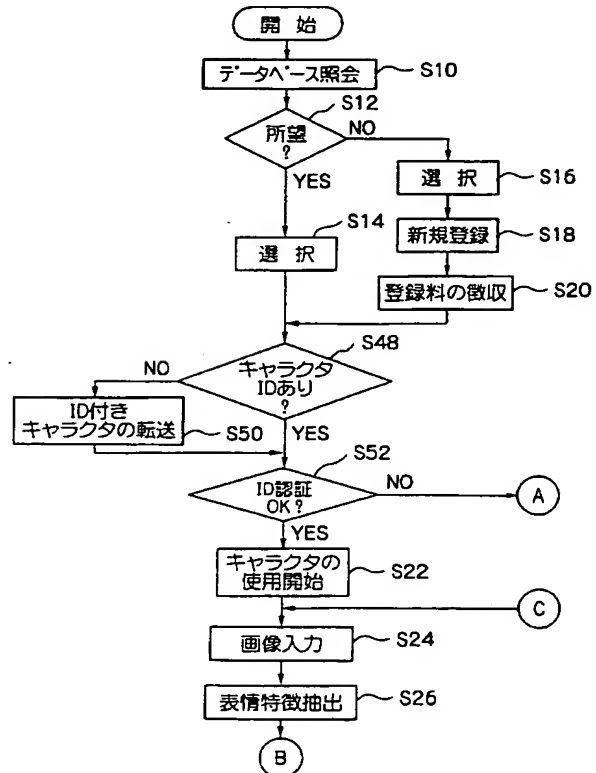 開 始
データベース照会
S10
S12
所望
?
NO
YES
選 択
S16
S14
選 択
新規登録
S18
登録料の徴収
S20
S48
キャラクタ
IDあり
?
NO
YES
ID付き
キャラクタの転送
S50
S52
ID認証
OK?
NO
A
YES
キャラクタの
使用開始
S22
C
画像入力
S24
表情特徴抽出
S26
B